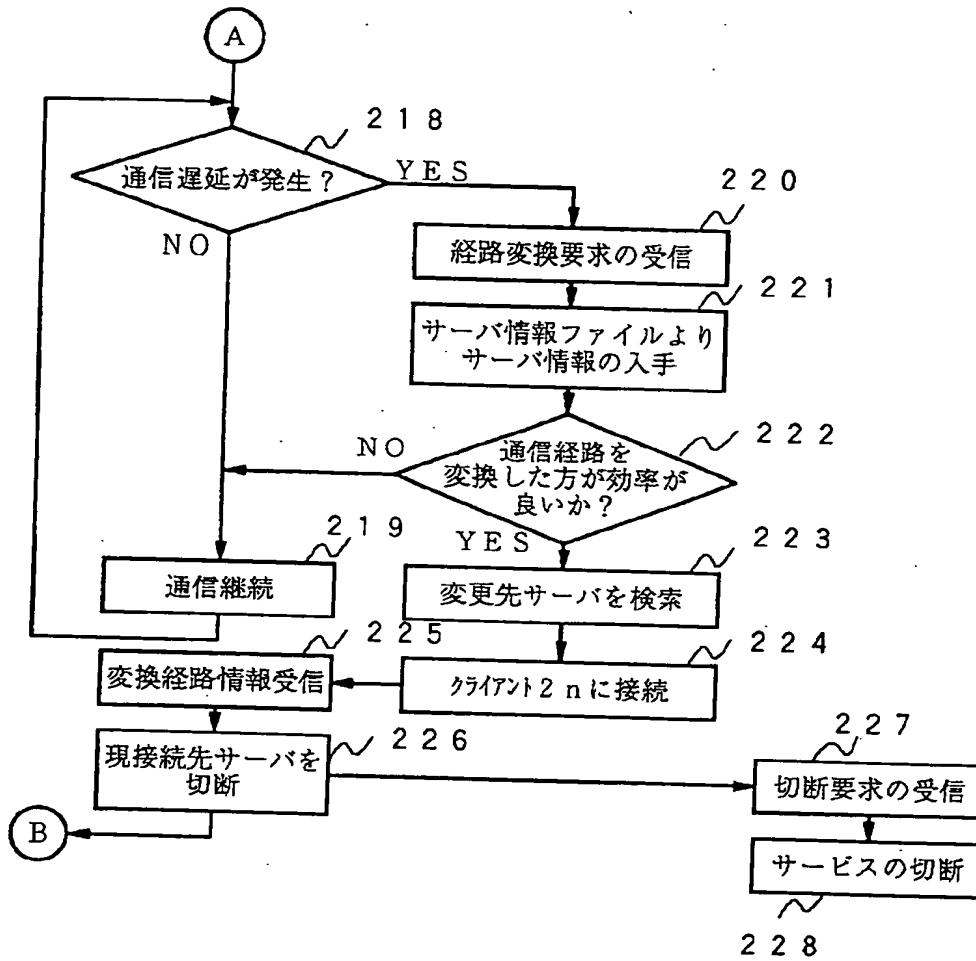 A
218
通信遅延が発生?
YES
NO
220
経路変換要求の受信
221
サーバ情報ファイルより
サーバ情報の入手
222
通信経路を
変換した方が効率が
良いか?
NO
YES
219
通信継続
223
変更先サーバを検索
224
クライアント2nに接続
225
変換経路情報受信
226
現接続先サーバを
切断
227
切断要求の受信
B
サービスの切断
228